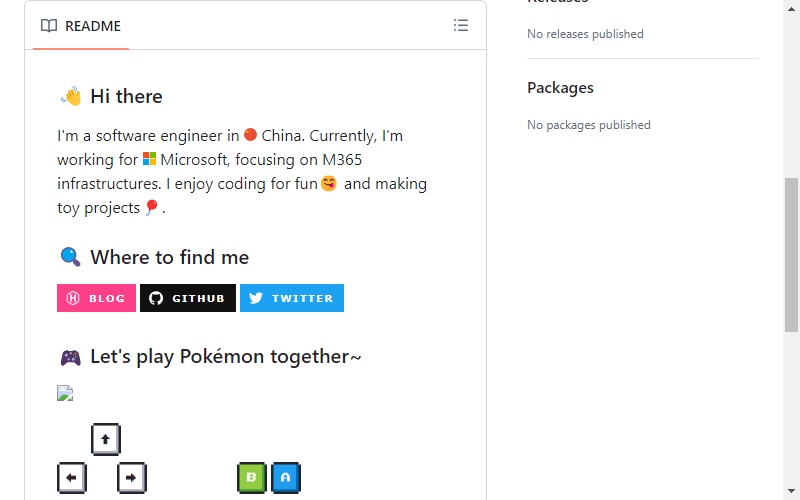 Releases
README
No releases published
Packages
No packages published
Hi there
I'm a software engineer in China. Currently, I'm
working for Microsoft, focusing on M365
infrastructures. I enjoy coding for fun and making
toy projects .
Where to find me
BLOG GITHUB TWITTER
Let's play Pokémon together~
B A